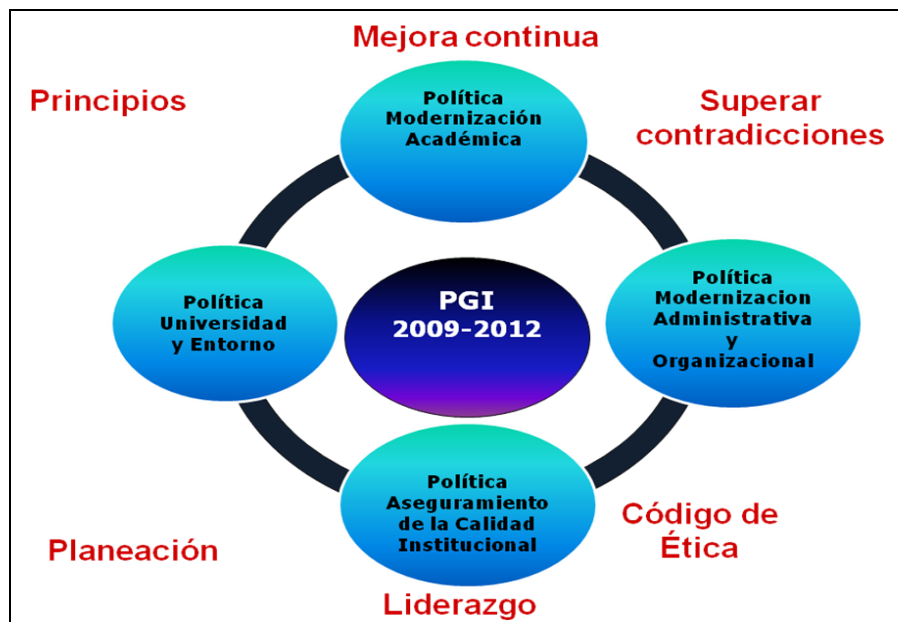 Mejora continua
Principios
Superar
contradicciones
Política
Modernización
Académica
Política
Universidad
y Entorno
PGI
2009-2012
Política
Modernizacion
Administrativa
y
Organizacional
Política
Aseguramiento
de la Calidad
Institucional
Planeación
Código de
Ética
Liderazgo